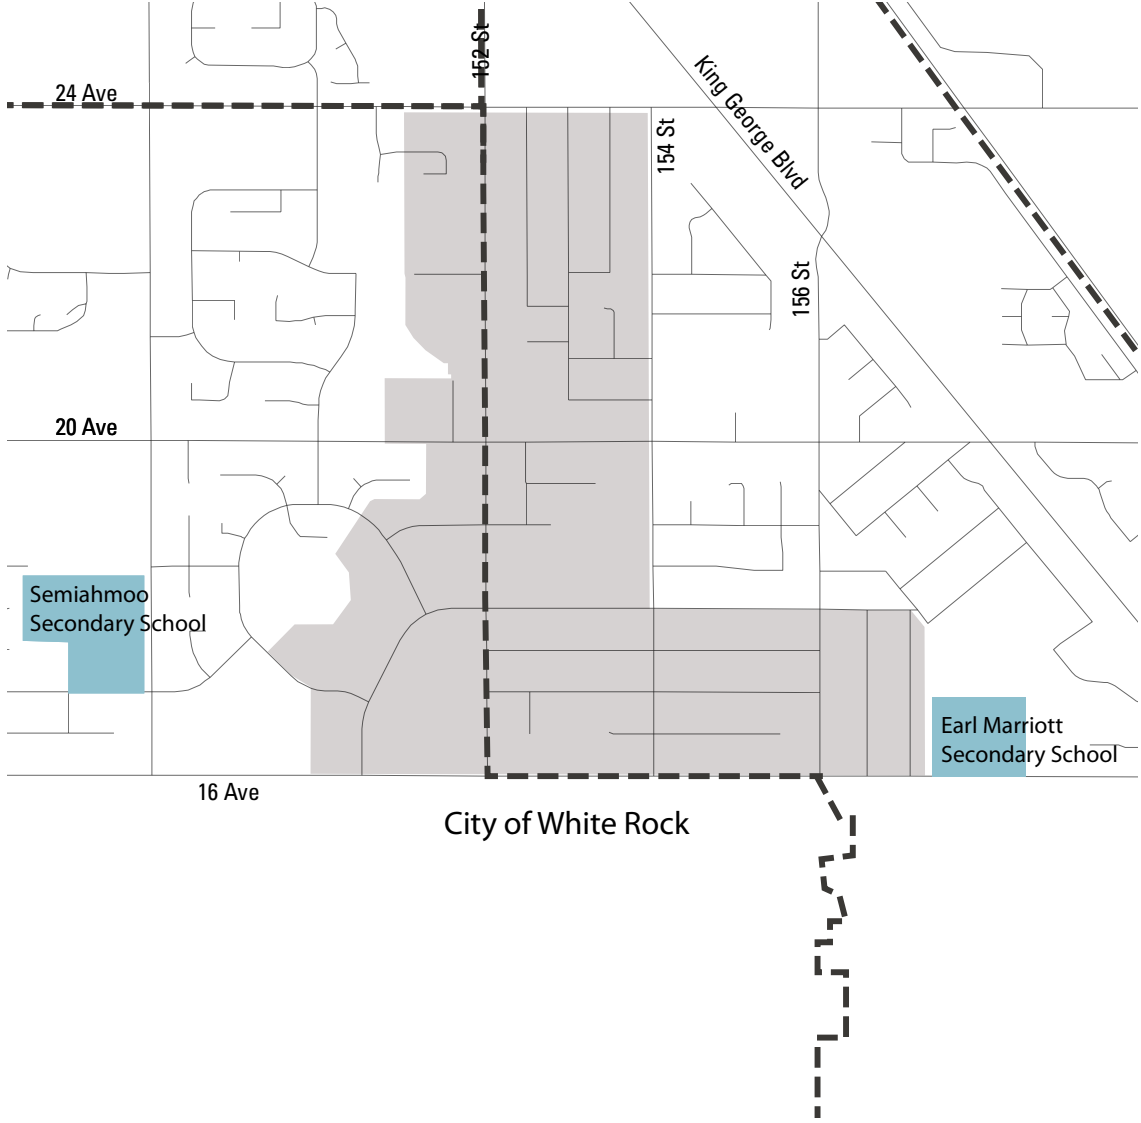 152 St
24 Ave
King George Blvd
154 St
156 St
20 Ave
Semiahmoo
Secondary School
Earl Marriott
Secondary School
16 Ave
City of White Rock